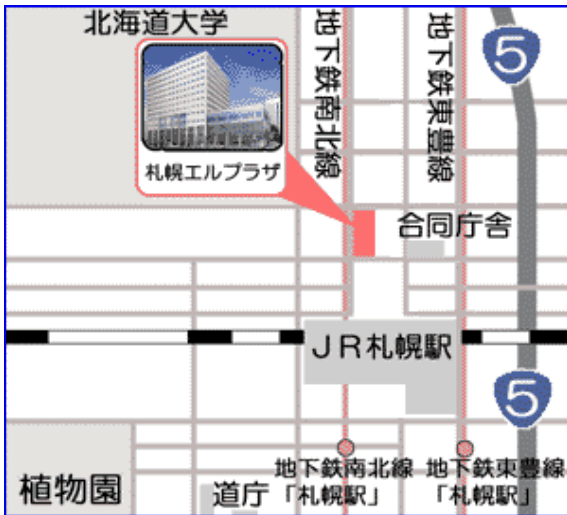 北海道大学
地下鉄南北線
地下鉄東豊線
5
札幌エルプラザ
合同庁舎
JR札幌駅
5
植物園
道庁
地下鉄南北線
「札幌駅」
地下鉄東豊線
「札幌駅」